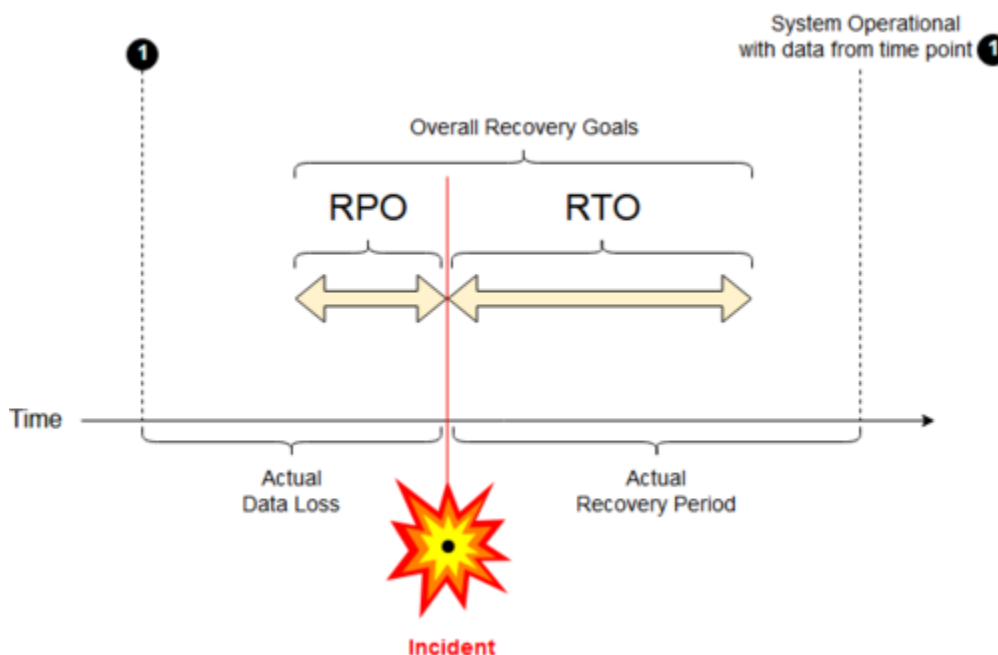 System Operational
1
with data from time point 1
Overall Recovery Goals
RPO
RTO
Time
Actual
Data Loss
Actual
Recovery Period
Incident